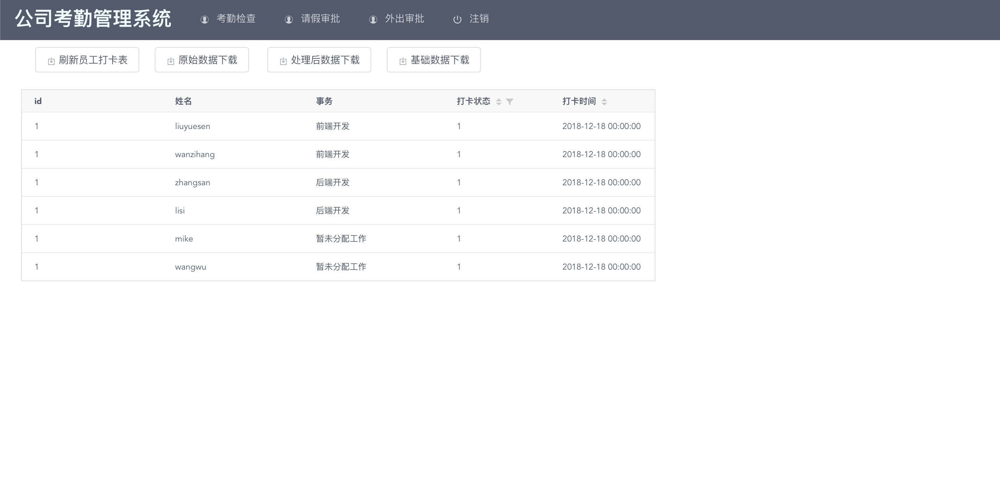 公司考勤管理系统 考勤检查 请假审批 外出审批 注销
刷新员工打卡表 原始数据下载 处理后数据下载 基础数据下载
id 姓名 事务 打卡状态 打卡时间
1 liuyuesen 前端开发 1 2018-12-18 00:00:00
1 wanzihang 前端开发 1 2018-12-18 00:00:00
1 zhangsan 后端开发 1 2018-12-18 00:00:00
1 lisi 后端开发 1 2018-12-18 00:00:00
1 mike 暂未分配工作 1 2018-12-18 00:00:00
1 wangwu 暂未分配工作 1 2018-12-18 00:00:00